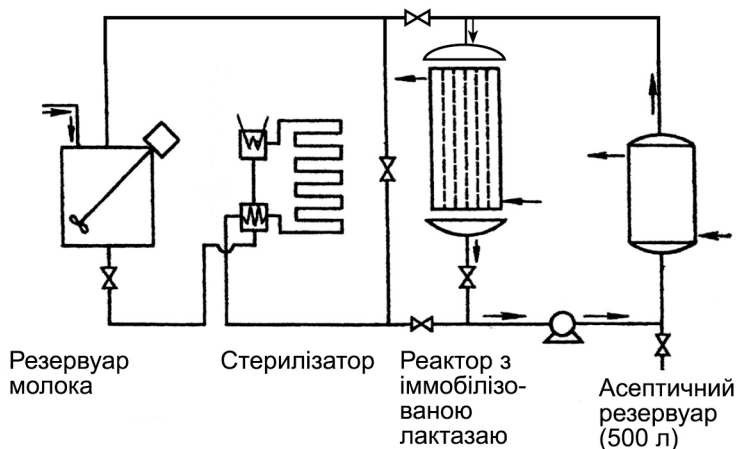 Резервуар
молока
Стерилізатор
Реактор з
іммобілізо-
ваною
лактазаю
Асептичний
резервуар
(500 л)